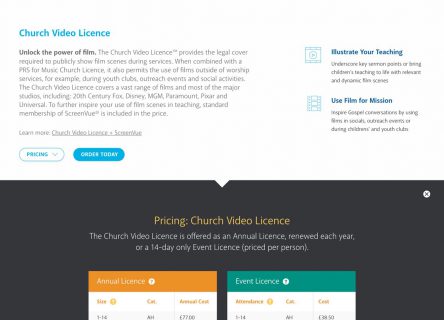 Church Video Licence
Unlock the power of film. The Church Video Licence™ provides the legal cover
required to publicly show film scenes during services. When combined with a
PRS for Music Church Licence, it also permits the use of films outside of worship
services, for example, during youth clubs, outreach events and social activities.
The Church Video Licence covers a vast range of films and most of the major
studios, including: 20th Century Fox, Disney, MGM, Paramount, Pixar and
Universal. To further inspire your use of film scenes in teaching, standard
membership of ScreenVue® is included in the price.
Learn more: Church Video Licence + ScreenVue
PRICING
ORDER TODAY
Illustrate Your Teaching
Underscore key sermon points or bring
children's teaching to life with relevant
and dynamic film scenes
Use Film for Mission
Inspire Gospel conversations by using
films in socials, outreach events or
during childrens' and youth clubs
Pricing: Church Video Licence
The Church Video Licence is offered as an Annual Licence, renewed each year,
or a 14-day only Event Licence (priced per person).
Annual Licence ?
Size ? Cat. Annual Cost
1-14 AH £77.00
Event Licence ?
Attendance ? Cat. Cost
1-14 AH £38.50